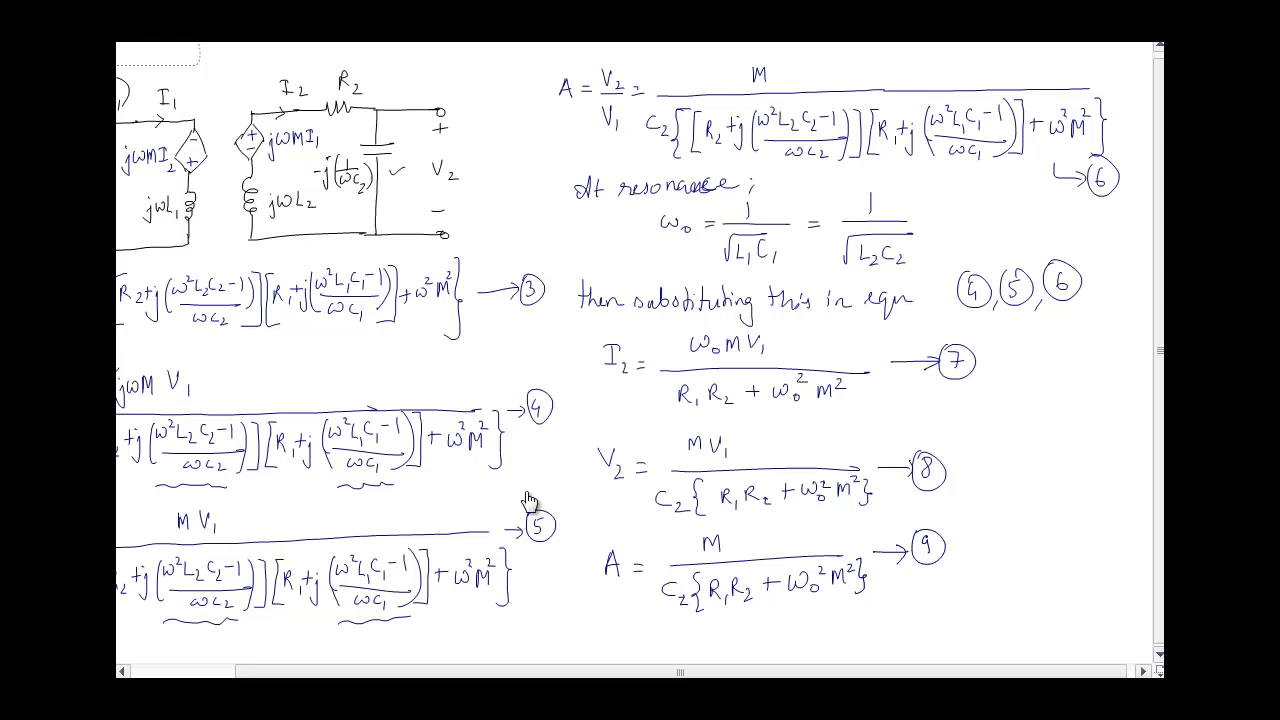 I₁
I₂
R₂
jωMI₂
jωMI₁
-j(1/ωC₂) ✓
+
V₂
−
jωL₁
jωL₂
R₂+j(ω²L₂C₂-1/ωC₂)][R₁+j(ω²L₁C₁-1/ωC₁)]+ω²M²} → ③
jωM V₁
+j(ω²L₂C₂-1/ωC₂)][R₁+j(ω²L₁C₁-1/ωC₁)]+ω²M²} → ④
M V₁
+j(ω²L₂C₂-1/ωC₂)][R₁+j(ω²L₁C₁-1/ωC₁)]+ω²M²} → ⑤
A = V₂/V₁ = M / C₂{[R₂+j(ω²L₂C₂-1/ωC₂)][R₁+j(ω²L₁C₁-1/ωC₁)]+ω²M²} → ⑥
At resonance;
ω₀ = 1/√L₁C₁ = 1/√L₂C₂
then substituting this in eqn ④, ⑤, ⑥
I₂ = ω₀MV₁ / R₁R₂ + ω₀²M² → ⑦
V₂ = MV₁ / C₂{R₁R₂ + ω₀²M²} → ⑧
A = M / C₂{R₁R₂ + ω₀²M²} → ⑨